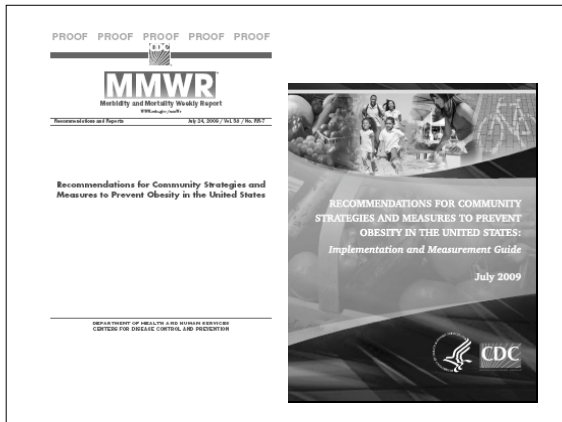 PROOF PROOF PROOF PROOF PROOF
MMWR
Morbidity and Mortality Weekly Report
Recommendations and Reports July 24, 2009 / Vol. 58 / No. RR-7
Recommendations for Community Strategies and
Measures to Prevent Obesity in the United States
DEPARTMENT OF HEALTH AND HUMAN SERVICES
CENTERS FOR DISEASE CONTROL AND PREVENTION
RECOMMENDATIONS FOR COMMUNITY
STRATEGIES AND MEASURES TO PREVENT
OBESITY IN THE UNITED STATES:
Implementation and Measurement Guide
July 2009
CDC